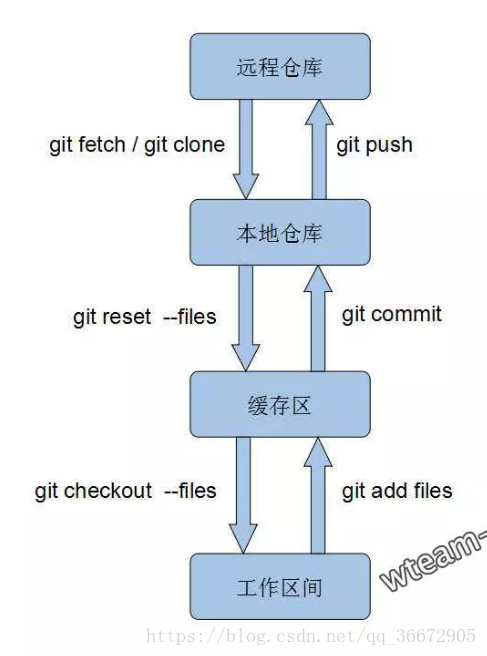 远程仓库
git fetch / git clone
git push
本地仓库
git reset --files
git commit
缓存区
git checkout --files
git add files
工作区间
wteam-
https://blog.csdn.net/qq_36672905